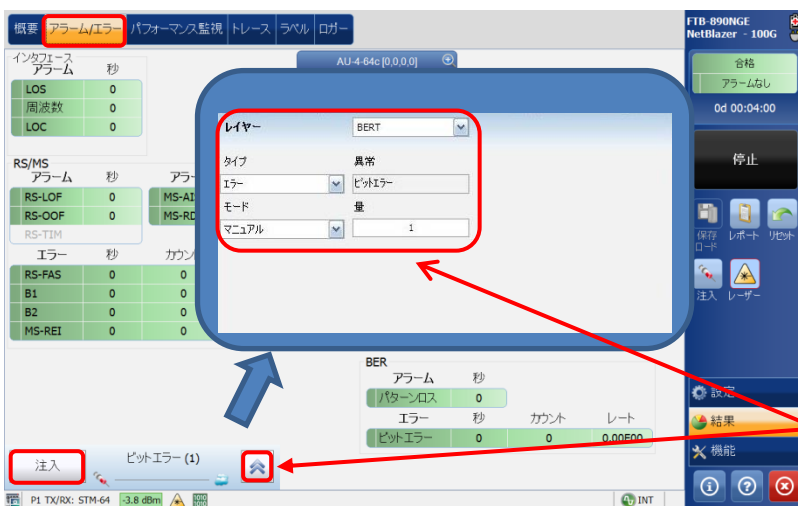 概要 アラーム/エラー パフォーマンス監視 トレース ラベル ロガー
FTB-890NGE
NetBlazer - 100G
インタフェース
アラーム 秒
LOS 0
周波数 0
LOC 0
AU-4-64c [0,0,0,0]
合格
アラームなし
0d 00:04:00
停止
レイヤー BERT
タイプ 異常
エラー ビットエラー
モード 量
マニュアル 1
RS/MS
アラーム 秒
RS-LOF 0
RS-OOF 0
RS-TIM
エラー 秒
RS-FAS 0 0
B1 0 0
B2 0 0
MS-REI 0 0
保存
ロード
レポート リセット
注入 レーザー
BER
アラーム 秒
パターンロス 0
エラー 秒 カウント レート
ビットエラー 0 0 0.00E00
設定
結果
機能
注入 ビットエラー (1)
P1 TX/RX: STM-64 -3.8 dBm INT